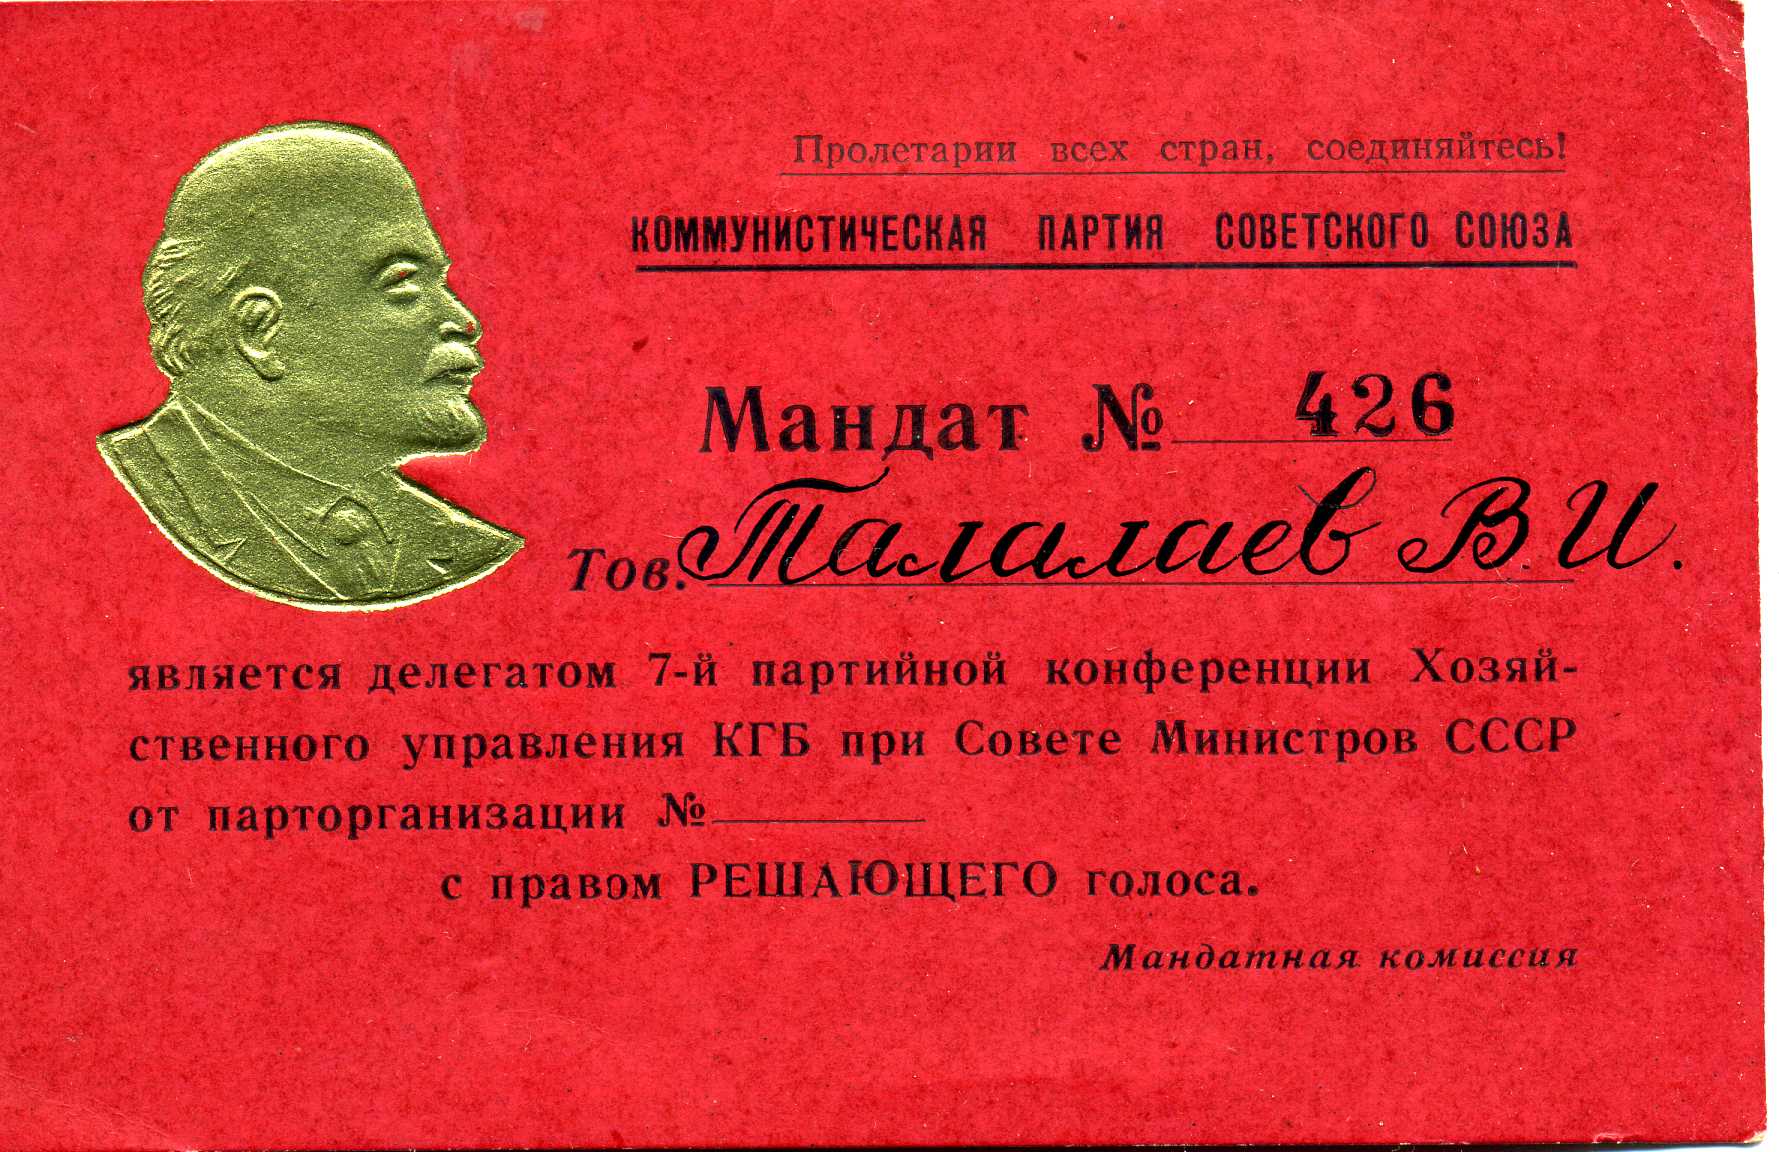 Пролетарии всех стран, соединяйтесь!
КОММУНИСТИЧЕСКАЯ ПАРТИЯ СОВЕТСКОГО СОЮЗА
Мандат № 426
Тов. Талалаев В. И.
является делегатом 7-й партийной конференции Хозяй-
ственного управления КГБ при Совете Министров СССР
от парторганизации №
с правом РЕШАЮЩЕГО голоса.
Мандатная комиссия